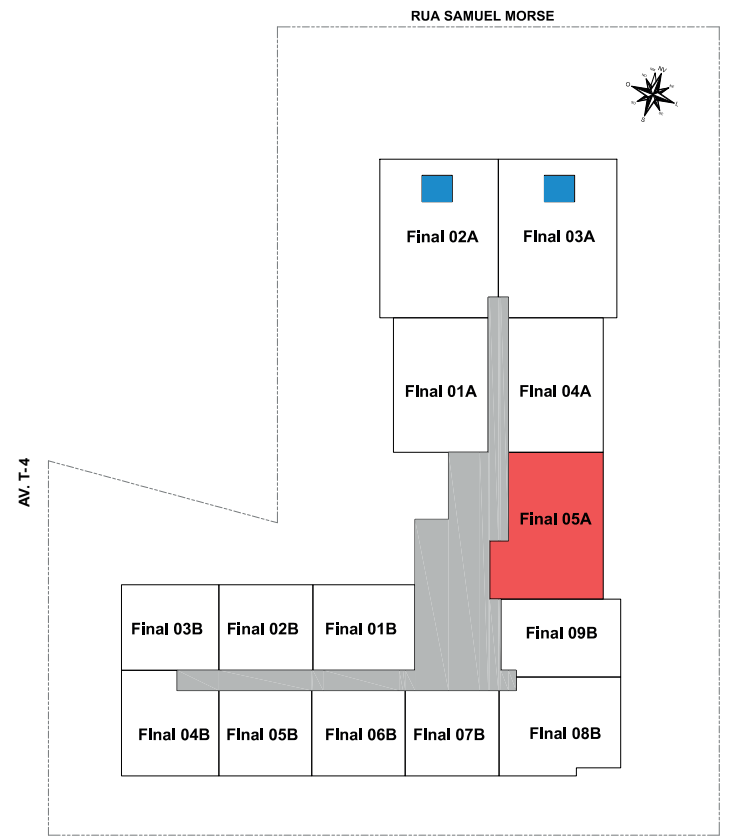 RUA SAMUEL MORSE
O
S
L
Final 02A
FInal 03A
FInal 01A
FInal 04A
AV. T-4
Final 05A
Final 03B
Final 02B
Final 01B
Final 09B
FInal 04B
FInal 05B
FInal 06B
FInal 07B
FInal 08B